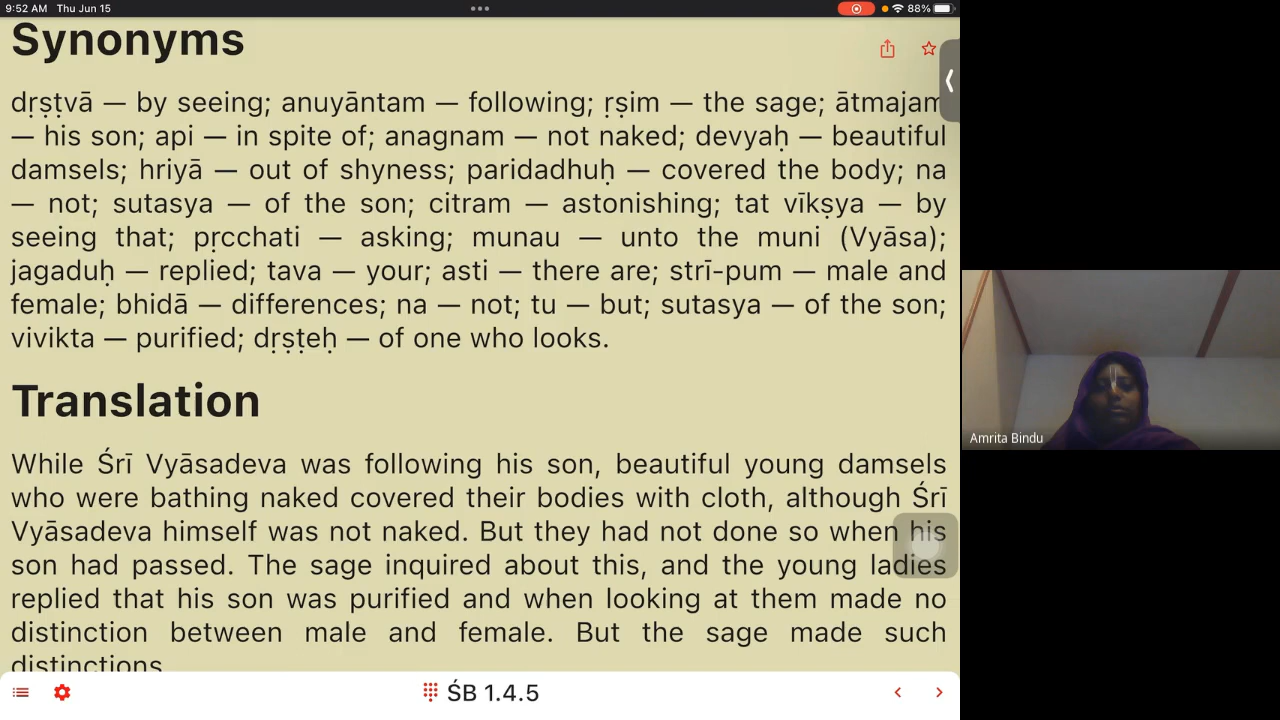 9:52 AM Thu Jun 15
88%
Synonyms
dṛṣṭvā — by seeing; anuyāntam — following; ṛṣim — the sage; ātmajam
— his son; api — in spite of; anagnam — not naked; devyaḥ — beautiful
damsels; hriyā — out of shyness; paridadhuḥ — covered the body; na
— not; sutasya — of the son; citram — astonishing; tat vīkṣya — by
seeing that; pṛcchati — asking; munau — unto the muni (Vyāsa);
jagaduḥ — replied; tava — your; asti — there are; strī-pum — male and
female; bhidā — differences; na — not; tu — but; sutasya — of the son;
vivikta — purified; dṛṣṭeḥ — of one who looks.
Translation
While Śrī Vyāsadeva was following his son, beautiful young damsels
who were bathing naked covered their bodies with cloth, although Śrī
Vyāsadeva himself was not naked. But they had not done so when his
son had passed. The sage inquired about this, and the young ladies
replied that his son was purified and when looking at them made no
distinction between male and female. But the sage made such
distinctions.
ŚB 1.4.5
Amrita Bindu